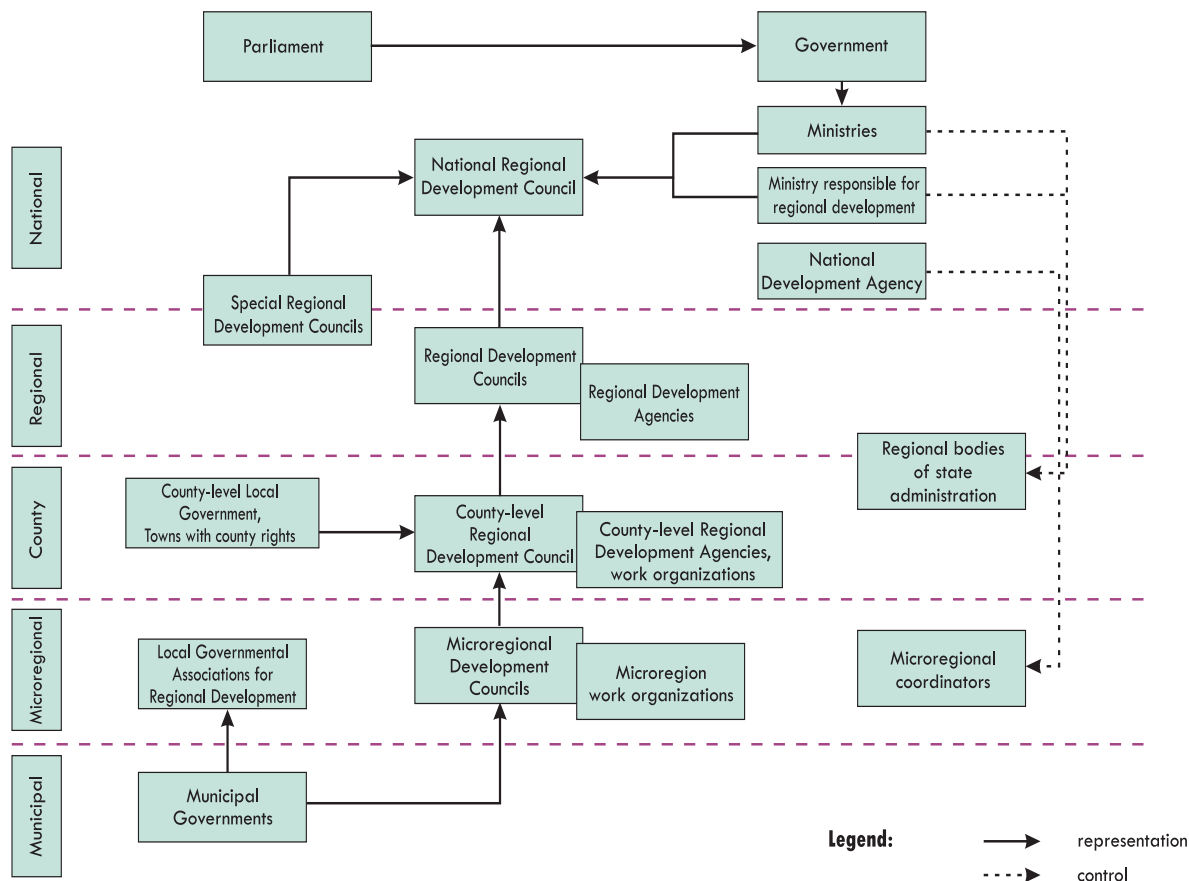 Parliament
Government
Ministries
National
National Regional
Development Council
Ministry responsible for
regional development
National
Development Agency
Special Regional
Development Councils
Regional
Regional Development
Councils
Regional Development
Agencies
Regional bodies
of state
administration
County
County-level Local
Government,
Towns with county rights
County-level
Regional
Development Council
County-level Regional
Development Agencies,
work organizations
Microregional
Local Governmental
Associations for
Regional Development
Microregional
Development
Councils
Microregion
work organizations
Microregional
coordinators
Municipal
Municipal
Governments
Legend:
representation
control